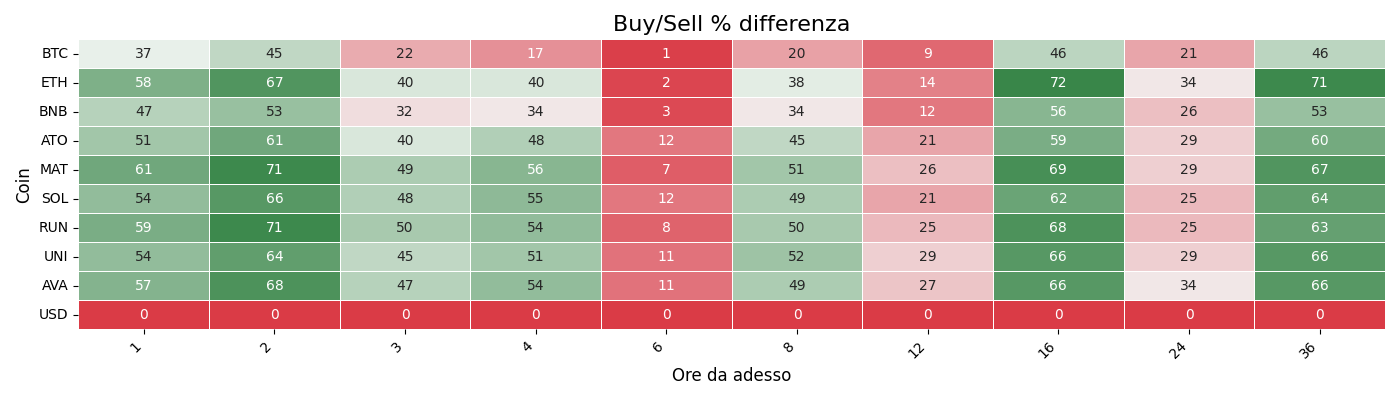 Buy/Sell % differenza
Coin
BTC 37 45 22 17 1 20 9 46 21 46
ETH 58 67 40 40 2 38 14 72 34 71
BNB 47 53 32 34 3 34 12 56 26 53
ATO 51 61 40 48 12 45 21 59 29 60
MAT 61 71 49 56 7 51 26 69 29 67
SOL 54 66 48 55 12 49 21 62 25 64
RUN 59 71 50 54 8 50 25 68 25 63
UNI 54 64 45 51 11 52 29 66 29 66
AVA 57 68 47 54 11 49 27 66 34 66
USD 0 0 0 0 0 0 0 0 0 0
1 2 3 4 6 8 12 16 24 36
Ore da adesso